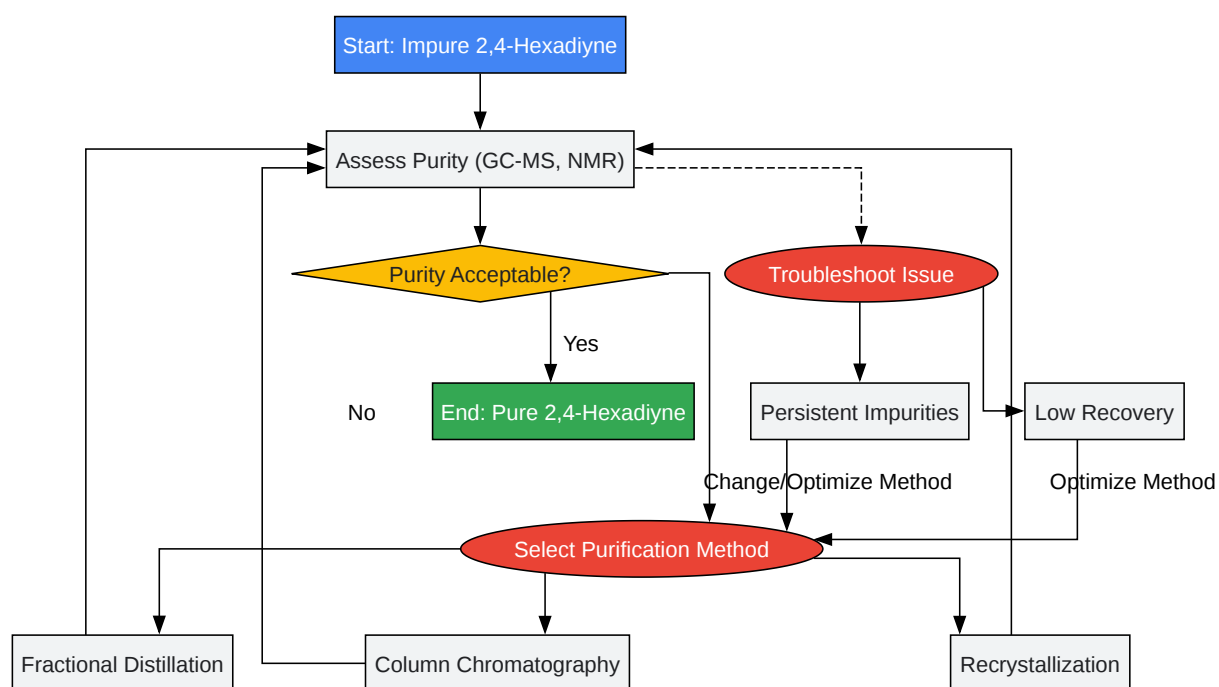 Start: Impure 2,4-Hexadiyne
Assess Purity (GC-MS, NMR)
Purity Acceptable?
Troubleshoot Issue
Yes
No
End: Pure 2,4-Hexadiyne
Persistent Impurities
Low Recovery
Change/Optimize Method
Optimize Method
Select Purification Method
Fractional Distillation
Column Chromatography
Recrystallization